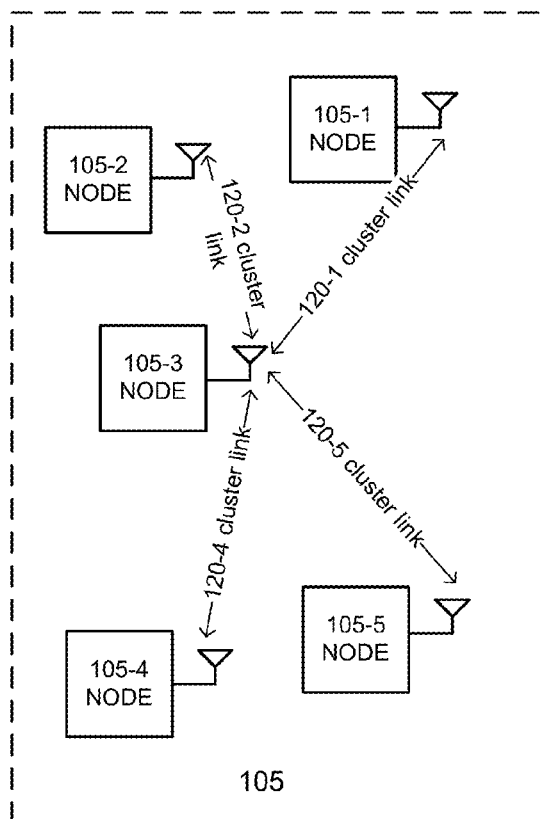 105-1
NODE
105-2
NODE
120-2 cluster
link
120-1 cluster link
105-3
NODE
120-5 cluster link
120-4 cluster link
105-5
NODE
105-4
NODE
105